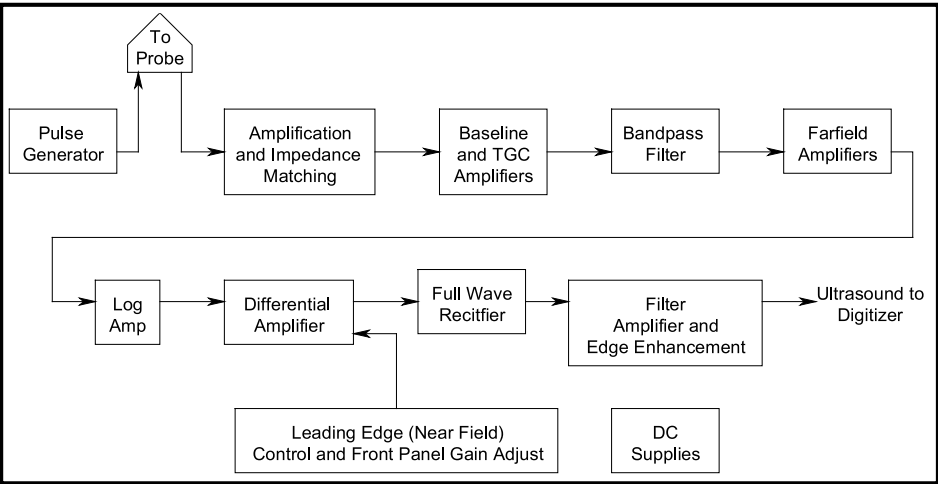 To
Probe
Pulse
Generator
Amplification
and Impedance
Matching
Baseline
and TGC
Amplifiers
Bandpass
Filter
Farfield
Amplifiers
Log
Amp
Differential
Amplifier
Full Wave
Recitfier
Filter
Amplifier and
Edge Enhancement
Ultrasound to
Digitizer
Leading Edge (Near Field)
Control and Front Panel Gain Adjust
DC
Supplies